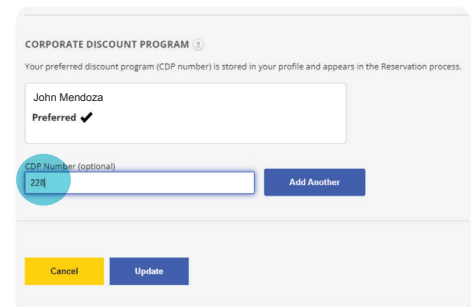 CORPORATE DISCOUNT PROGRAM ?
Your preferred discount program (CDP number) is stored in your profile and appears in the Reservation process.
John Mendoza
Preferred ✔
CDP Number (optional)
228 Add Another
Cancel Update